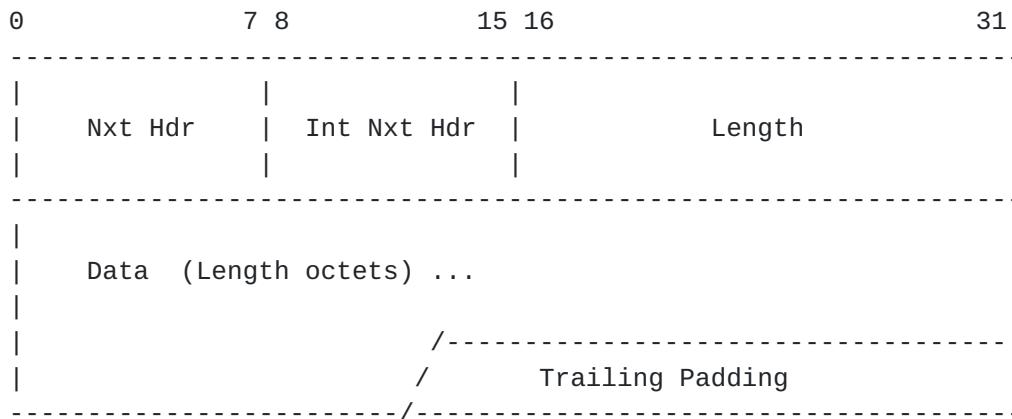 0 7 8 15 16 31
Nxt Hdr Int Nxt Hdr Length
Data (Length octets) ...
Trailing Padding